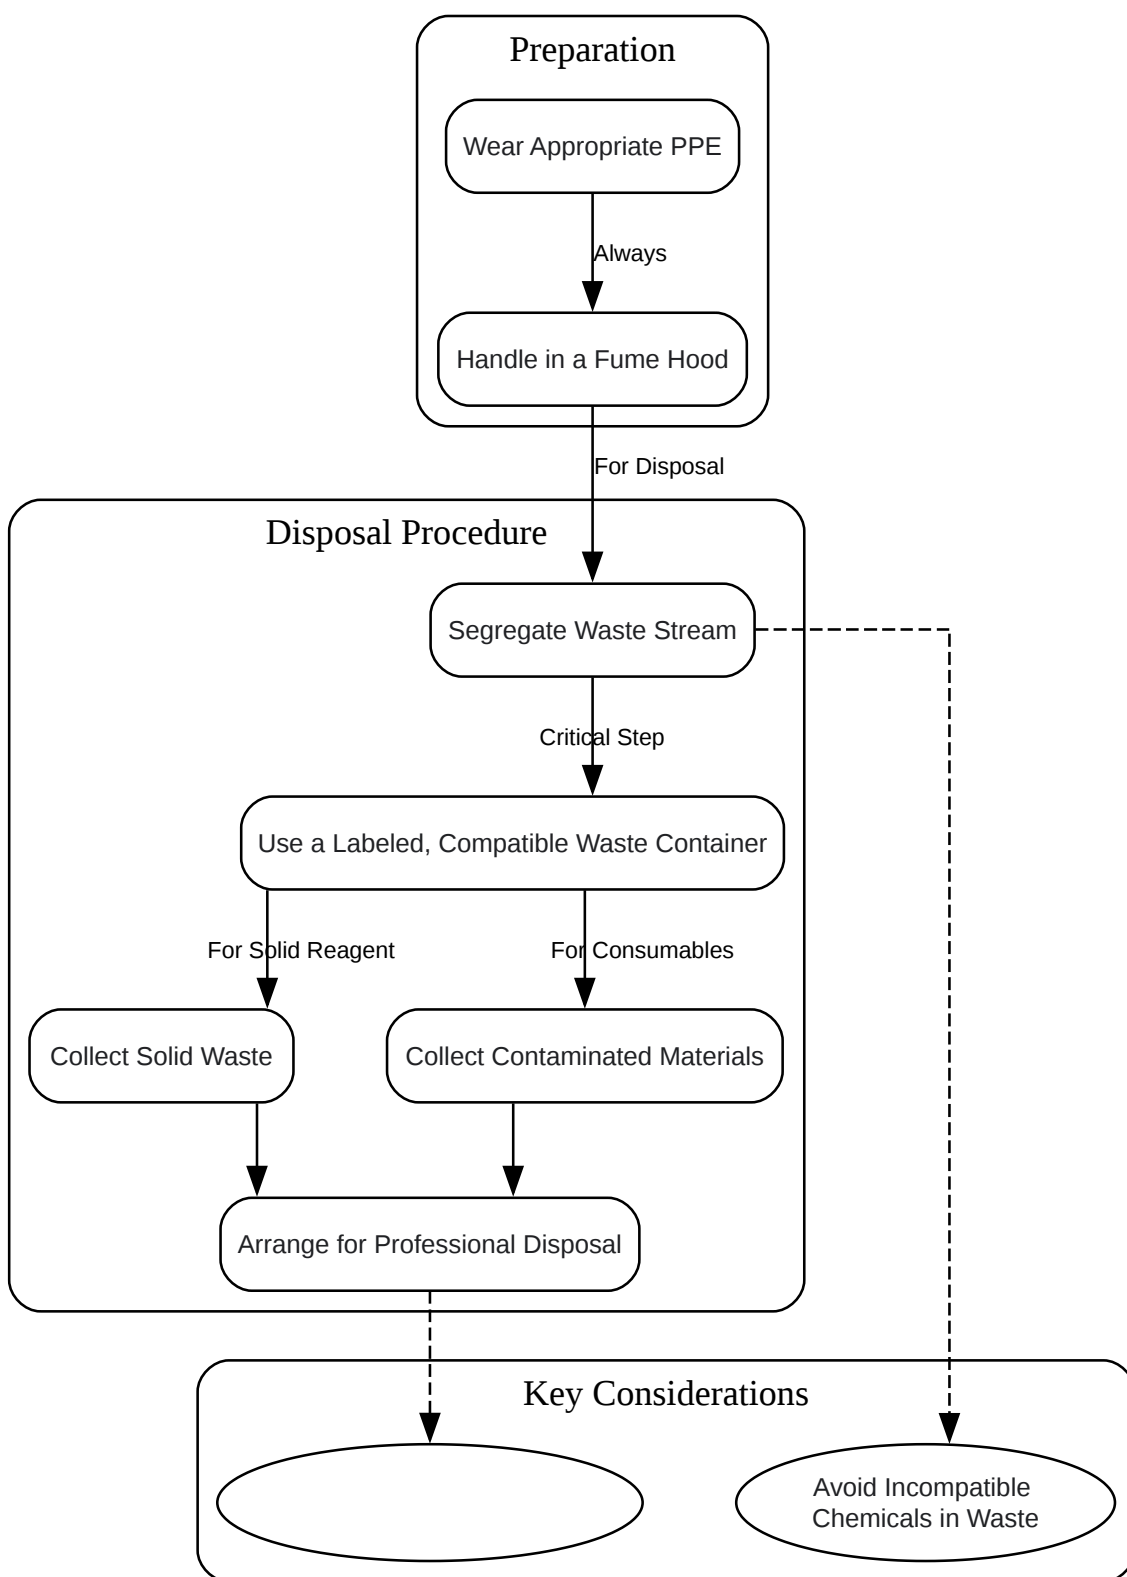 Preparation
Wear Appropriate PPE
Always
Handle in a Fume Hood
For Disposal
Disposal Procedure
Segregate Waste Stream
Critical Step
Use a Labeled, Compatible Waste Container
For Solid Reagent
For Consumables
Collect Solid Waste
Collect Contaminated Materials
Arrange for Professional Disposal
Key Considerations
Avoid Incompatible
Chemicals in Waste